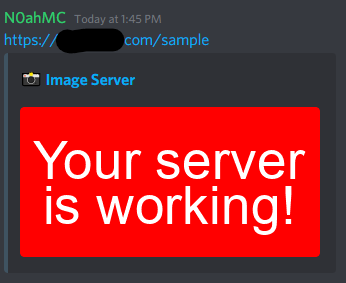 N0ahMC Today at 1:45 PM
https://com/sample
Image Server
Your server
is working!